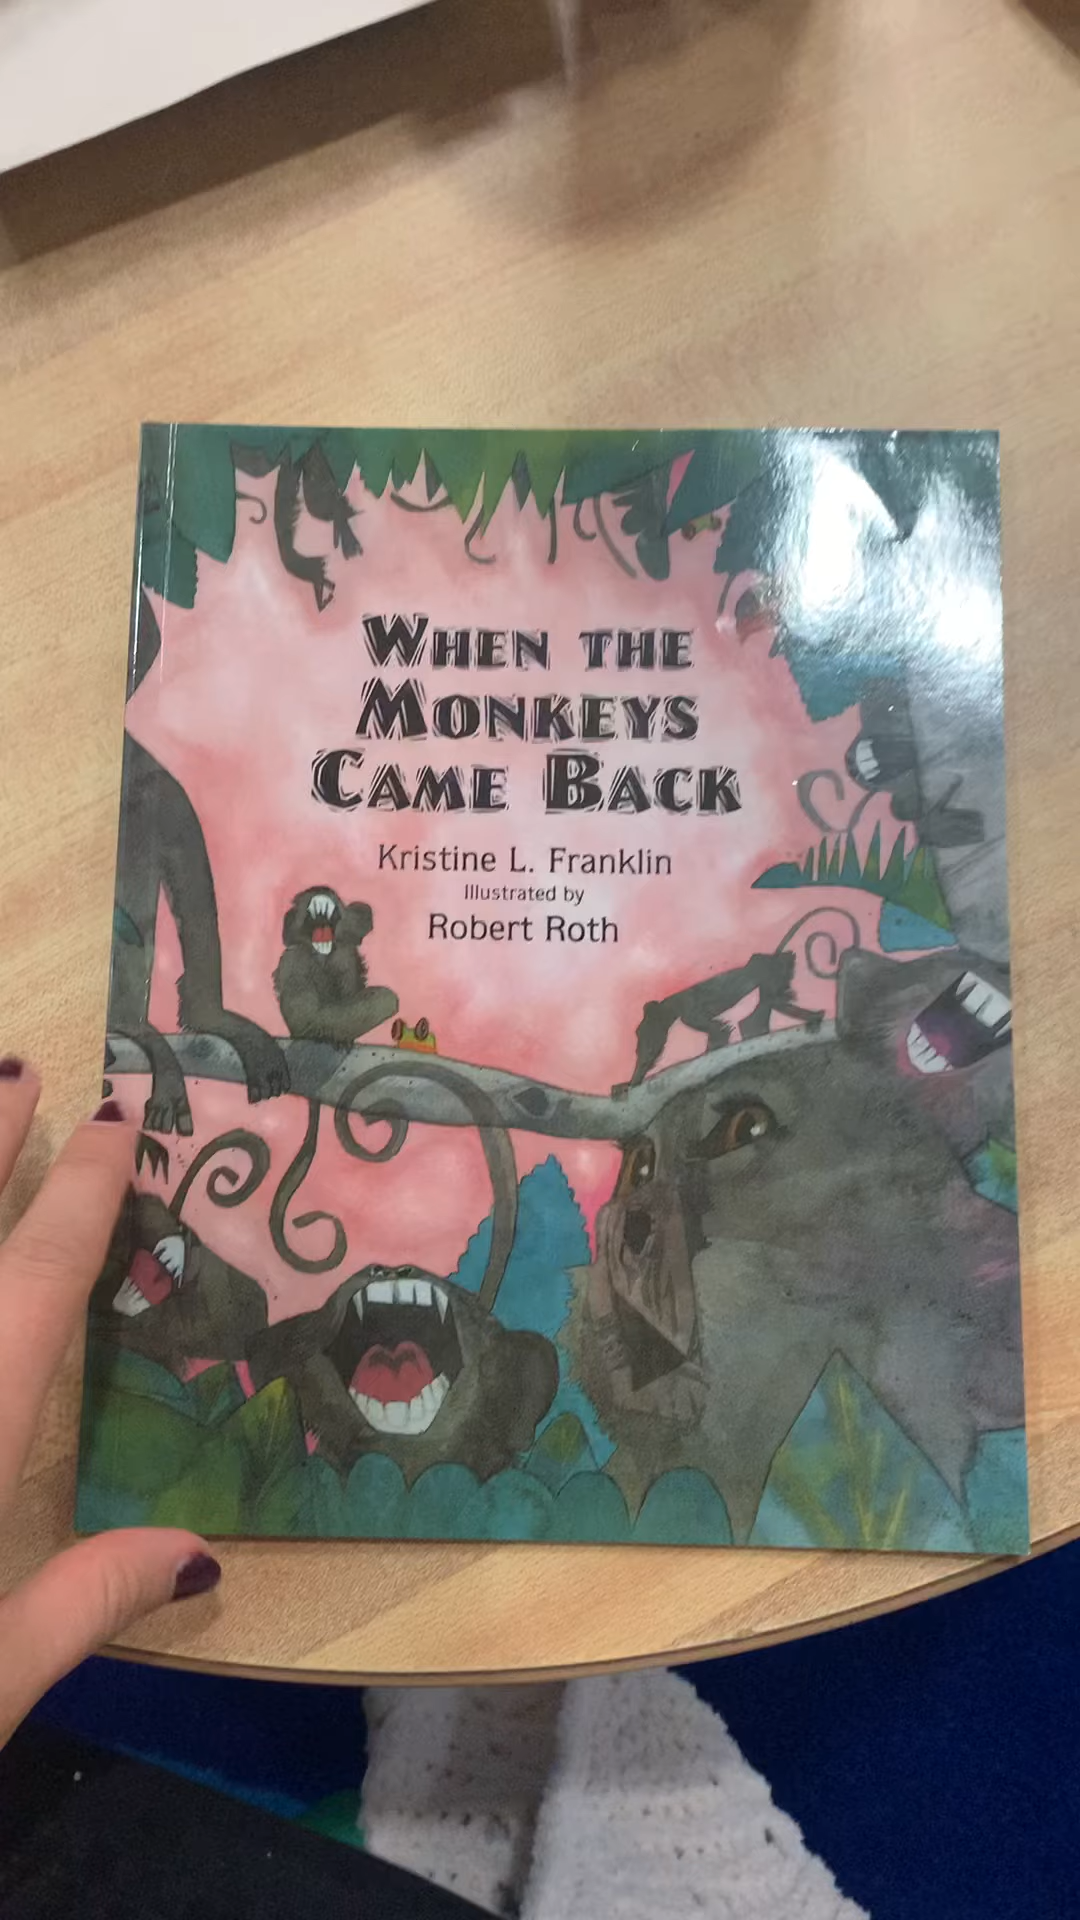 WHEN THE
MONKEYS
CAME BACK
Kristine L. Franklin
Illustrated by
Robert Roth